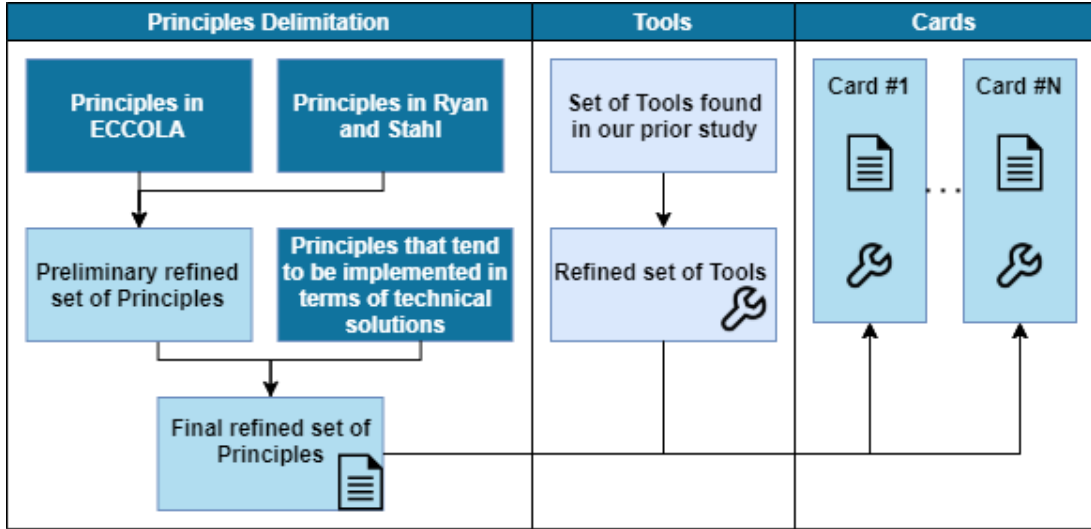 Principles Delimitation
Tools
Cards
Principles in
ECCOLA
Principles in Ryan
and Stahl
Set of Tools found
in our prior study
Card #1
Card #N
...
Preliminary refined
set of Principles
Principles that tend
to be implemented in
terms of technical
solutions
Refined set of Tools
Final refined set of
Principles